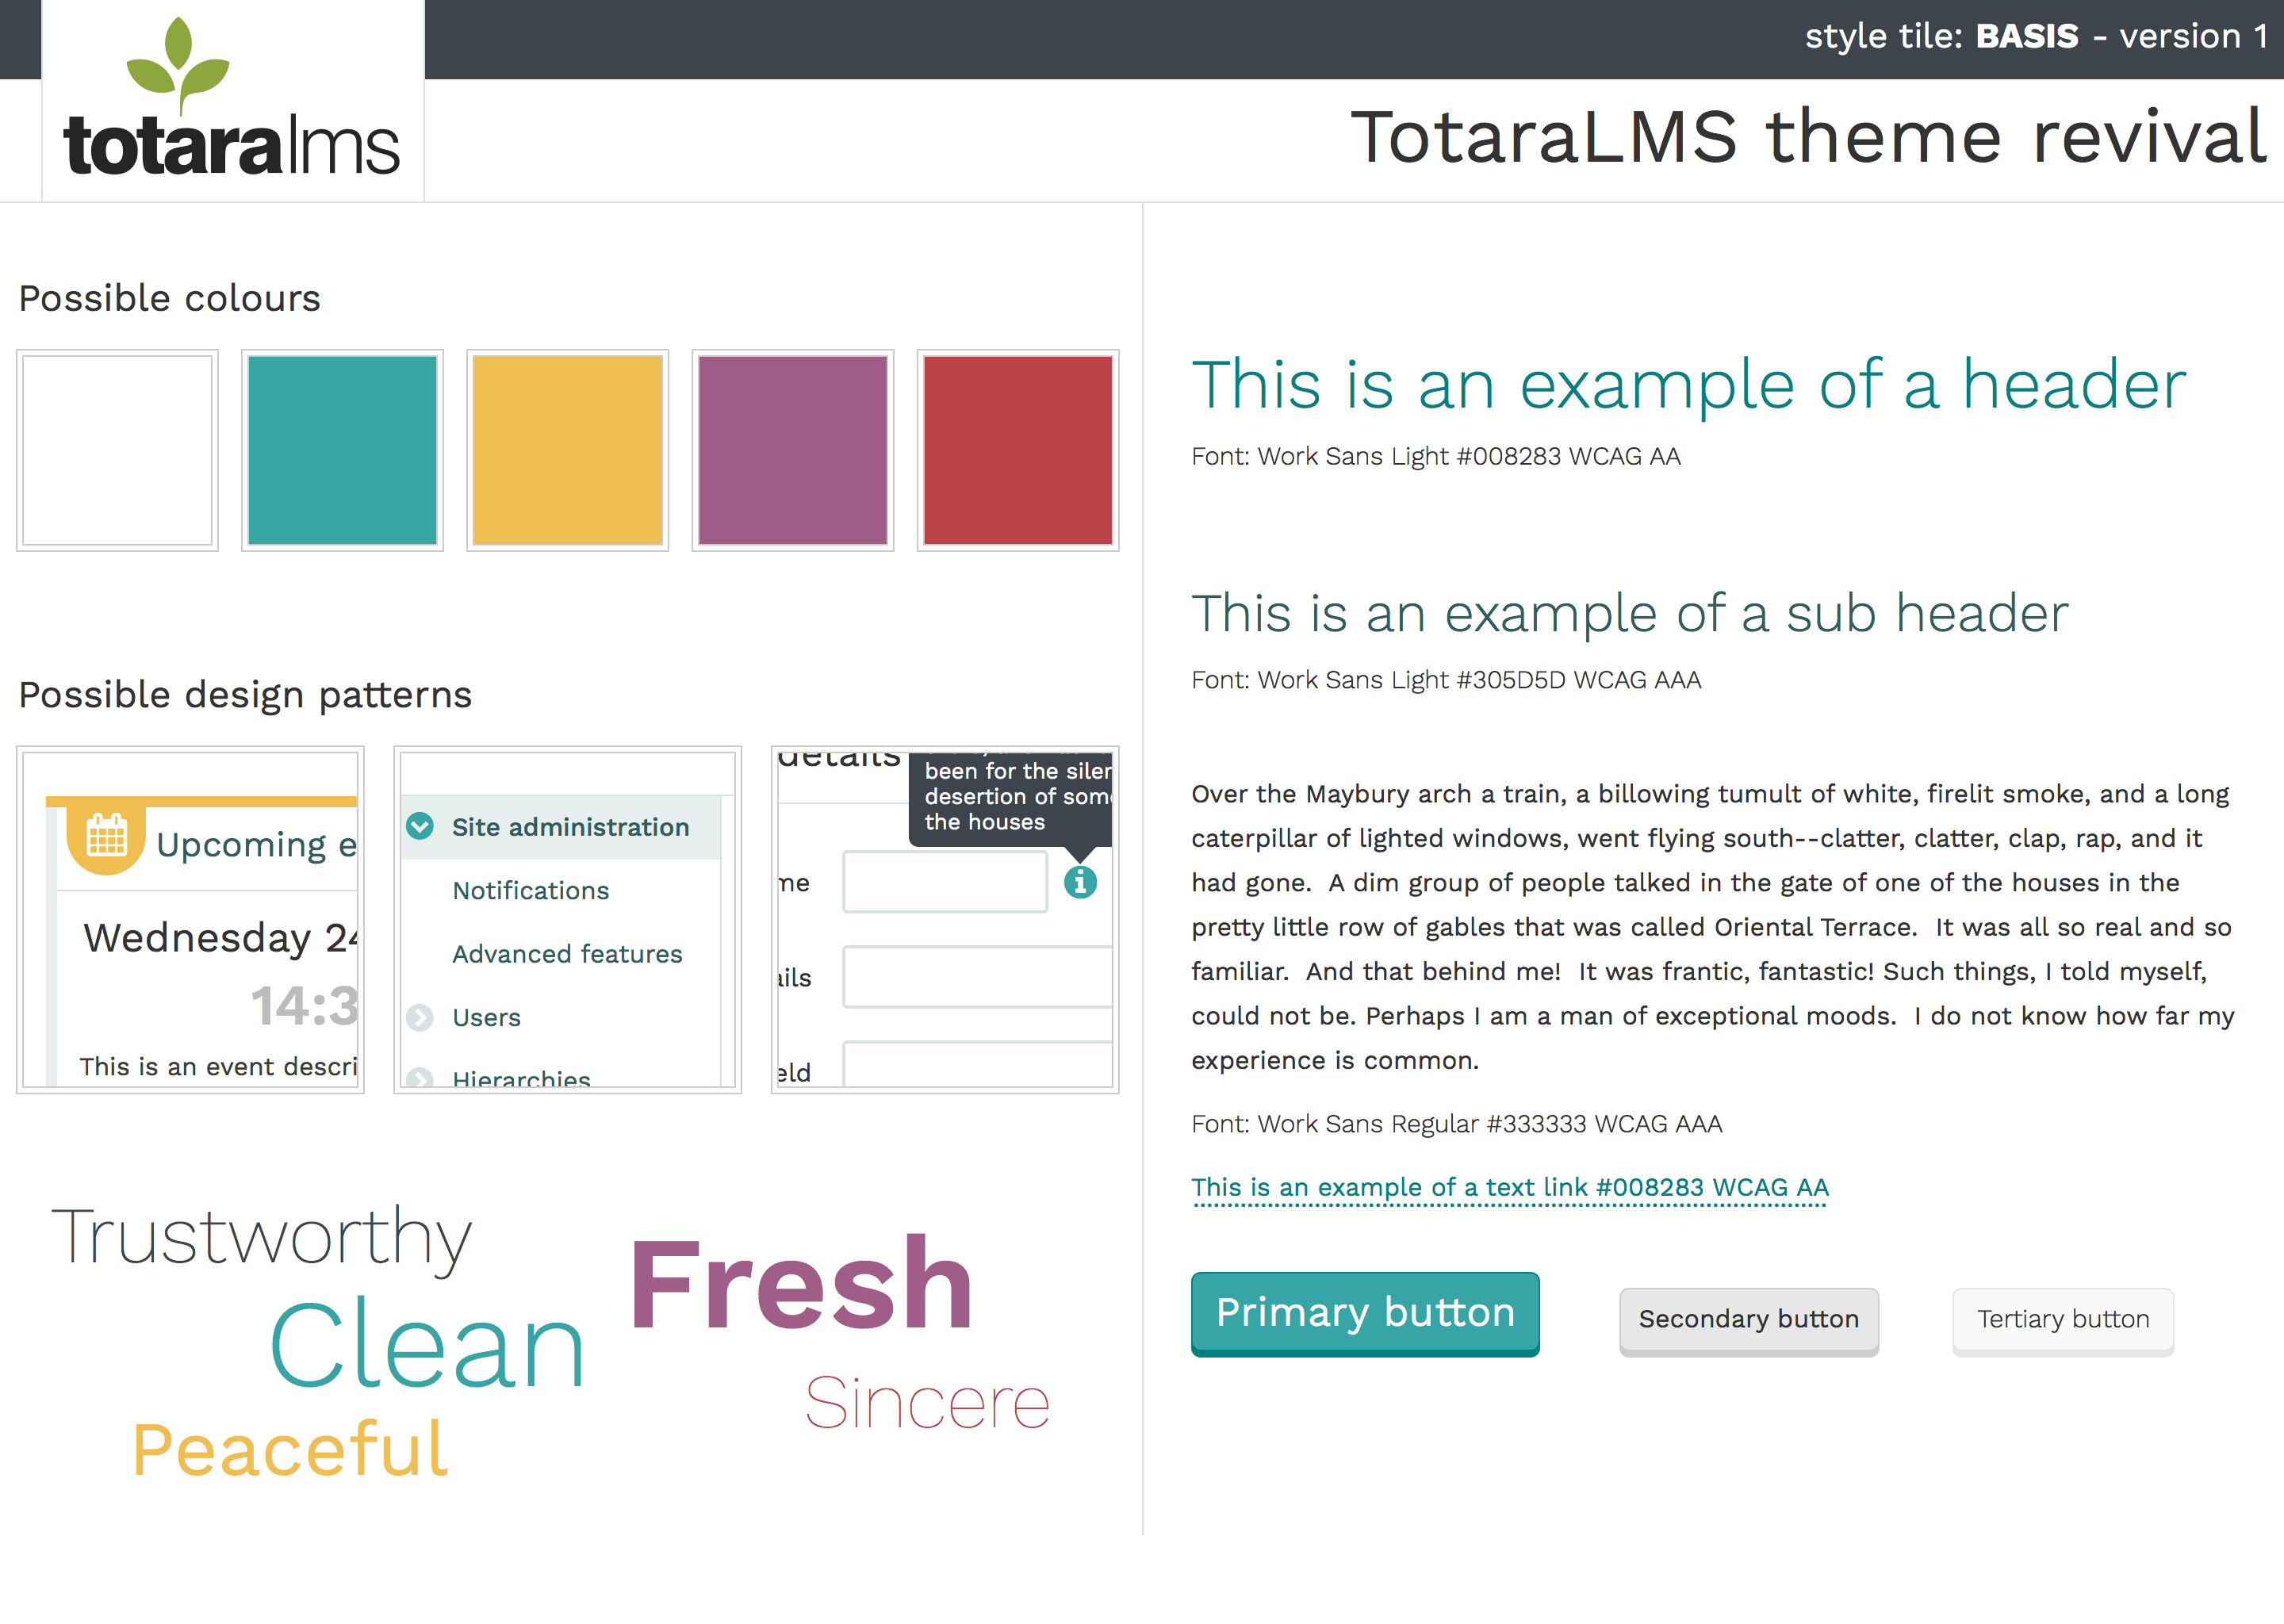 style tile: BASIS - version 1
totaralms
TotaraLMS theme revival
Possible colours
Possible design patterns
Upcoming e
Wednesday 24
14:3
This is an event descri
Site administration
Notifications
Advanced features
Users
Hierarchies
details
been for the siler
desertion of som
the houses
me
ails
eld
Trustworthy
Clean
Peaceful
Fresh
Sincere
This is an example of a header
Font: Work Sans Light #008283 WCAG AA
This is an example of a sub header
Font: Work Sans Light #305D5D WCAG AAA
Over the Maybury arch a train, a billowing tumult of white, firelit smoke, and a long
caterpillar of lighted windows, went flying south--clatter, clatter, clap, rap, and it
had gone.  A dim group of people talked in the gate of one of the houses in the
pretty little row of gables that was called Oriental Terrace.  It was all so real and so
familiar.  And that behind me!  It was frantic, fantastic! Such things, I told myself,
could not be. Perhaps I am a man of exceptional moods.  I do not know how far my
experience is common.
Font: Work Sans Regular #333333 WCAG AAA
This is an example of a text link #008283 WCAG AA
Primary button
Secondary button
Tertiary button